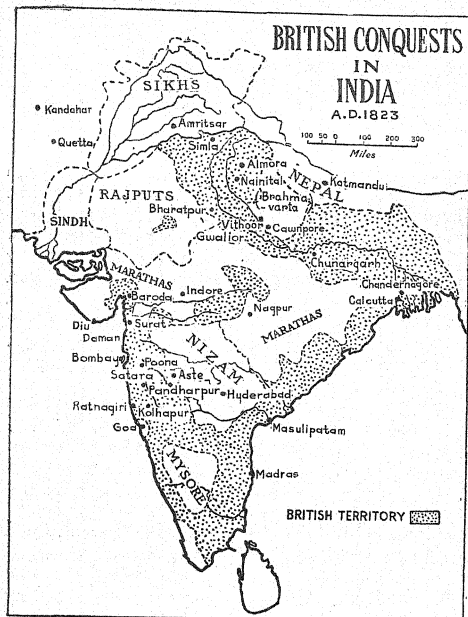 BRITISH CONQUESTS
IN
INDIA
A.D.1823
100 50 0 100 200 300
Miles
SIKHS
Kandahar
Amritsar
Quetta
Simla
Almora
Nainital
NEPAL
Katmandu
RAJPUTS
Brahma
varta
Bharatpur
SINDH
Vithoor
Cawnpore
Gwalior
Chunargarh
MARATHAS
Chandernagore
Indore
Baroda
Calcutta
Nagpur
MARATHAS
Diu
Surat
Daman
NIZAM
Bombay
Poona
Satara
Aste
Pandharpur
Hyderabad
Ratnagiri
Kolhapur
Goa
Masulipatam
MYSORE
Madras
BRITISH TERRITORY